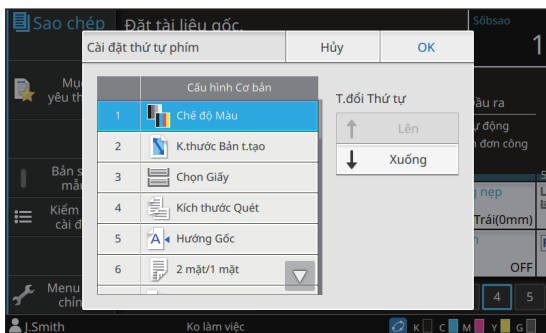 Sao chép
Đặt tài liệu gốc.
Sốbsao
1
Cài đặt thứ tự phím
Hủy
OK
Cấu hình Cơ bản
1 Chế độ Màu
2 K.thước Bản t.tạo
3 Chọn Giấy
4 Kích thước Quét
5 Hướng Gốc
6 2 mặt/1 mặt
T.đổi Thứ tự
Lên
Xuống
yêu th
Bản s
Kiểm
cài đ
Menu
chỉn
ầu ra
ự động
đơn công
nẹp
Trái(0mm)
OFF
4 5
J.Smith
Ko làm việc
K C M Y G